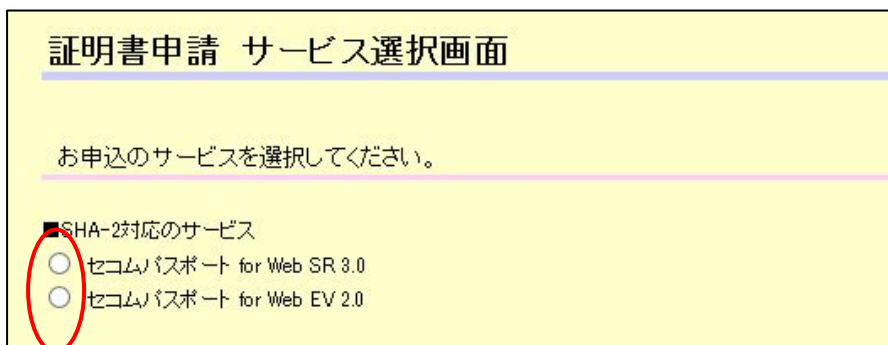 証明書申請 サービス選択画面
お申込のサービスを選択してください。
■SHA-2対応のサービス
セコムパスポート for Web SR 3.0
セコムパスポート for Web EV 2.0